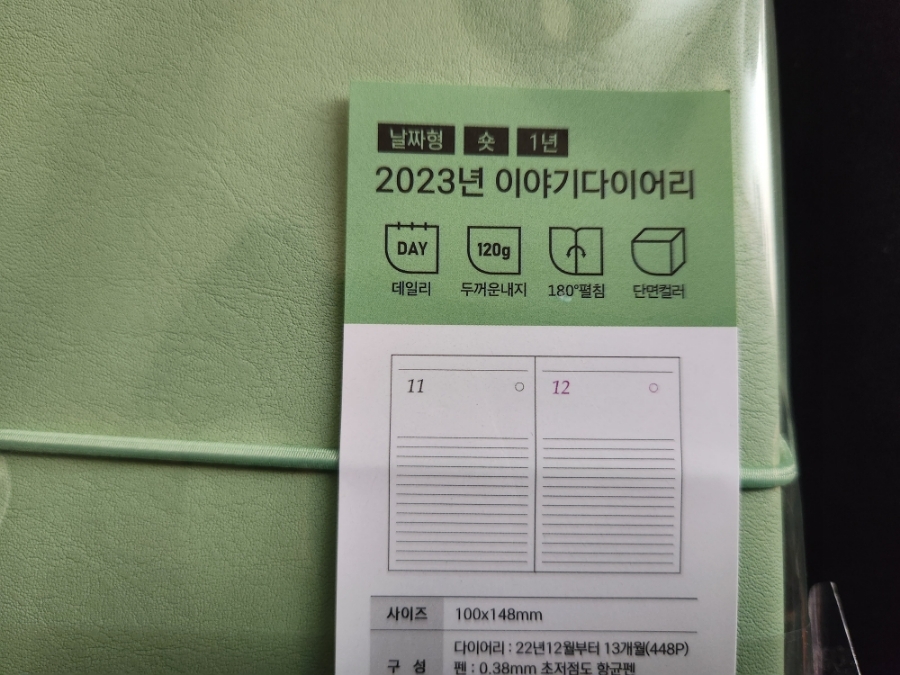 날짜형 숏 1년
2023년 이야기다이어리
DAY 120g
데일리 두꺼운내지 180°펼침 단면컬러
11 12
사이즈 100x148mm
다이어리 : 22년12월부터 13개월(448P)
구 성 펜 : 0.38mm 초저점도 항균펜